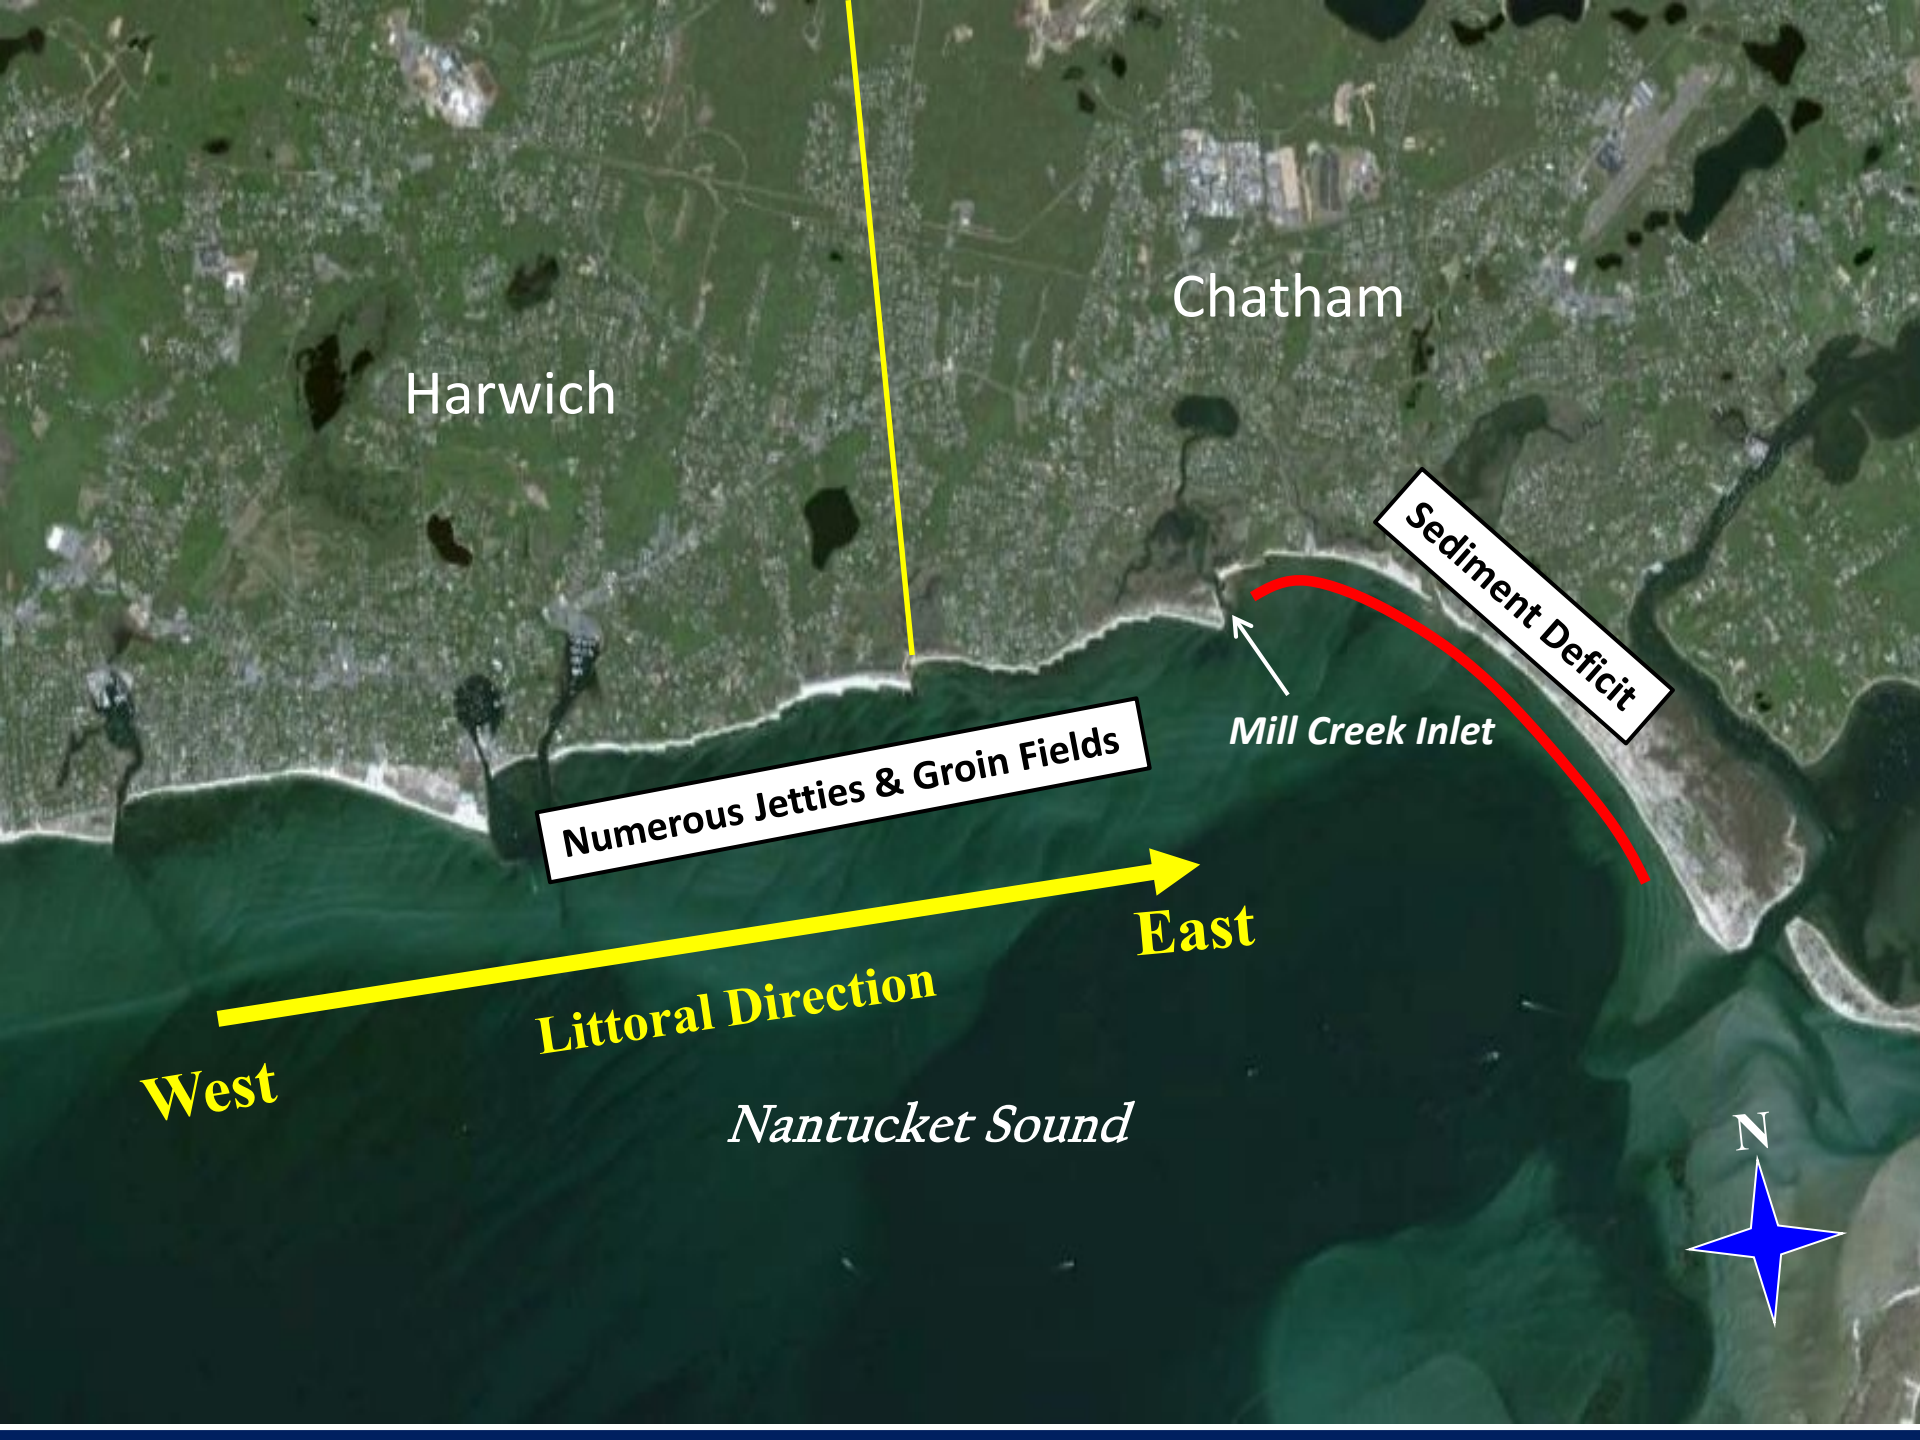 Chatham
Harwich
Sediment Deficit
Mill Creek Inlet
Numerous Jetties & Groin Fields
East
Littoral Direction
West
Nantucket Sound
N